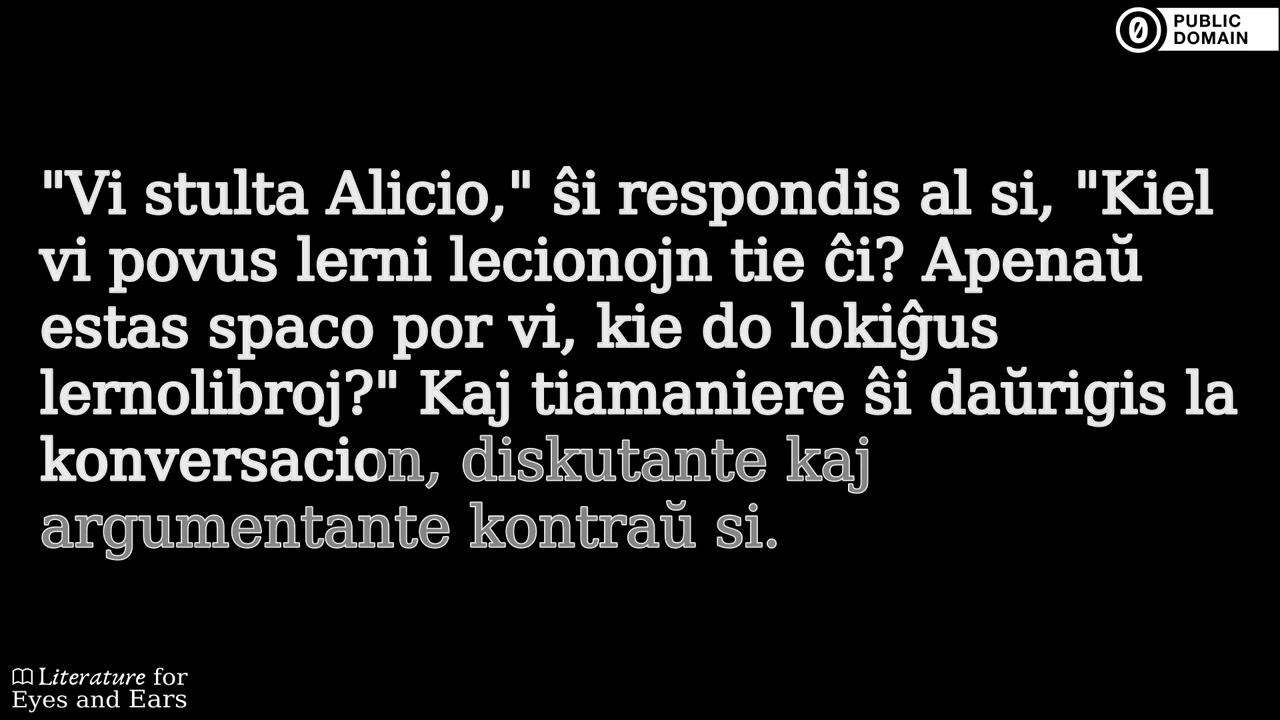 PUBLIC
DOMAIN
"Vi stulta Alicio," ŝi respondis al si, "Kiel
vi povus lerni lecionojn tie ĉi? Apenaŭ
estas spaco por vi, kie do lokiĝus
lernolibroj?" Kaj tiamaniere ŝi daŭrigis la
konversacion, diskutante kaj
argumentante kontraŭ si.
Literature for
Eyes and Ears